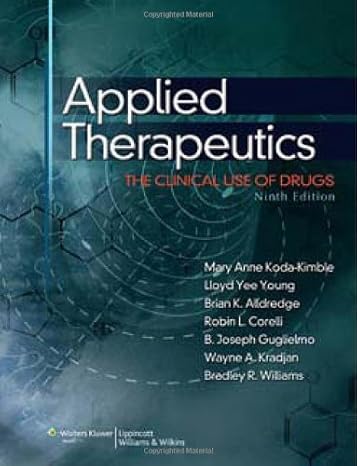 Copyrighted Material
Applied
Therapeutics
THE CLINICAL USE OF DRUGS
Ninth Edition
Mary Anne Koda-Kimble
Lloyd Yee Young
Brian K. Alldredge
Robin L. Corelli
B. Joseph Guglielmo
Wayne A. Kradjan
Bradley R. Williams
Wolters Kluwer
Lippincott
Williams & Wilkins
Copyrighted Material